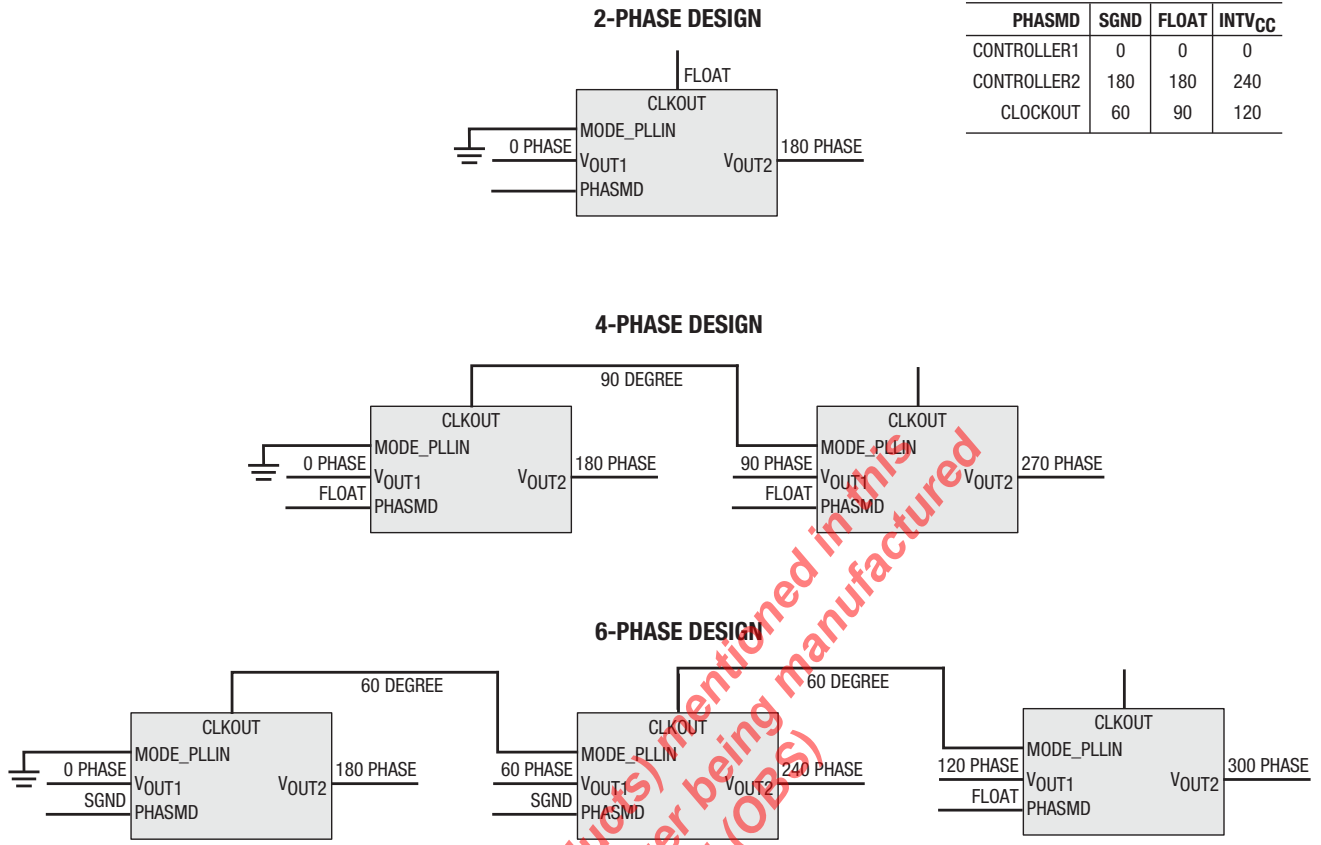 2-PHASE DESIGN
FLOAT
CLKOUT
MODE_PLLIN
0 PHASE
VOUT1
VOUT2
180 PHASE
PHASMD
PHASMD SGND FLOAT INTVCC
CONTROLLER1 0 0 0
CONTROLLER2 180 180 240
CLOCKOUT 60 90 120
4-PHASE DESIGN
90 DEGREE
CLKOUT
MODE_PLLIN
0 PHASE
VOUT1
VOUT2
180 PHASE
FLOAT
PHASMD
CLKOUT
MODE_PLLIN
90 PHASE
VOUT1
VOUT2
270 PHASE
FLOAT
PHASMD
6-PHASE DESIGN
60 DEGREE
60 DEGREE
CLKOUT
MODE_PLLIN
0 PHASE
VOUT1
VOUT2
180 PHASE
SGND
PHASMD
CLKOUT
MODE_PLLIN
60 PHASE
VOUT1
VOUT2
240 PHASE
SGND
PHASMD
CLKOUT
MODE_PLLIN
120 PHASE
VOUT1
VOUT2
300 PHASE
FLOAT
PHASMD
mentioned in this
being manufactured
(OBS)